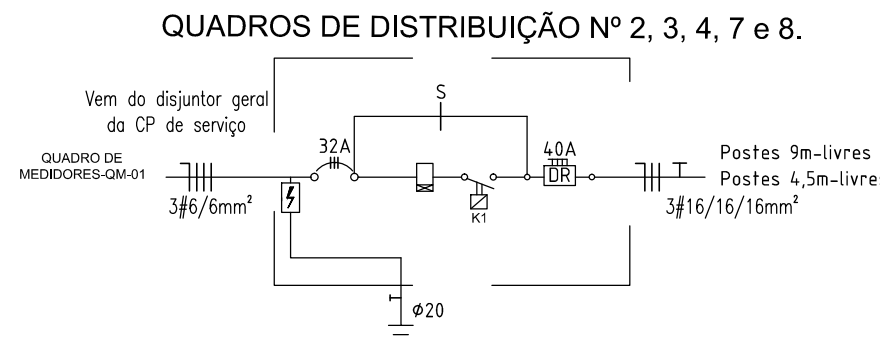 QUADROS DE DISTRIBUIÇÃO Nº 2, 3, 4, 7 e 8.
Vem do disjuntor geral
da CP de serviço
S
32A
40A
QUADRO DE
MEDIDORES-QM-01
DR
Postes 9m-livres
Postes 4,5m-livre
3#6/6mm²
K1
3#16/16/16mm²
ϕ20